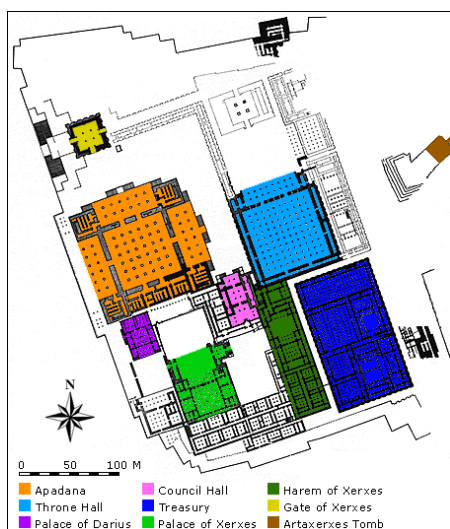 N
0 50 100 M
Apadana Council Hall Harem of Xerxes
Throne Hall Treasury Gate of Xerxes
Palace of Darius Palace of Xerxes Artaxerxes Tomb